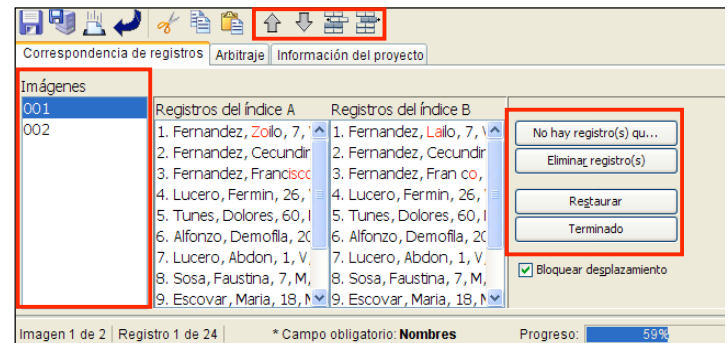 Correspondencia de registros Arbitraje Información del proyecto
Imágenes
001
002
Registros del índice A
1. Fernandez, Zoilo, 7,
2. Fernandez, Cecundir
3. Fernandez, Francisco
4. Lucero, Fermin, 26,
5. Tunes, Dolores, 60,
6. Alfonzo, Demofila, 20
7. Lucero, Abdon, 1, V
8. Sosa, Faustina, 7, M,
9. Escovar, Maria, 18,
Registros del índice B
1. Fernandez, Lailo, 7,
2. Fernandez, Cecundir
3. Fernandez, Fran co,
4. Lucero, Fermin, 26,
5. Tunes, Dolores, 60,
6. Alfonzo, Demofila, 20
7. Lucero, Abdon, 1, V
8. Sosa, Faustina, 7, M,
9. Escovar, Maria, 18,
No hay registro(s) qu...
Eliminar registro(s)
Restaurar
Terminado
Bloquear desplazamiento
Imagen 1 de 2 Registro 1 de 24 * Campo obligatorio: Nombres Progreso: 59%